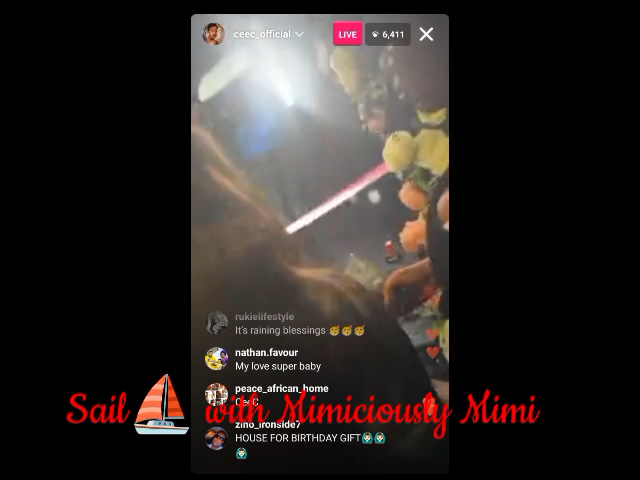 ceec_official
LIVE
6,411
rukielifestyle
It's raining blessings 🥳🥳🥳
nathan.favour
My love super baby
peace_african_home
CeeC
Sail with Mimiciously Mimi
zino_ironside7
HOUSE FOR BIRTHDAY GIFT🙆🏻‍♂️🙆🏻‍♂️
🙆🏻‍♂️